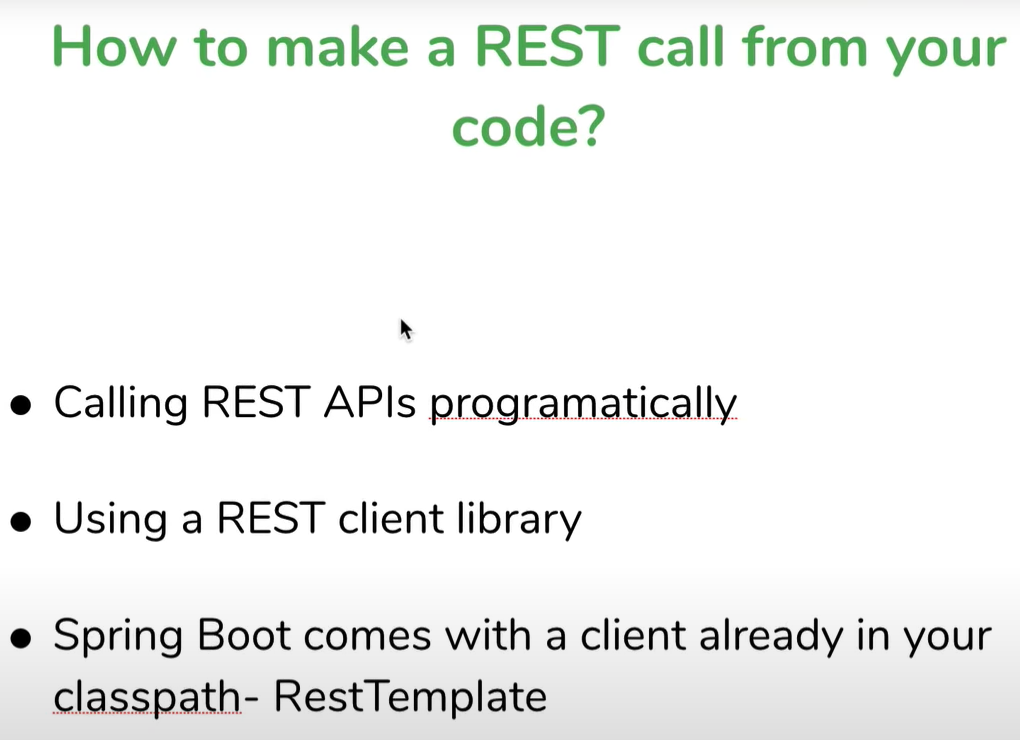 How to make a REST call from your
code?
● Calling REST APIs programatically
● Using a REST client library
● Spring Boot comes with a client already in your
classpath- RestTemplate